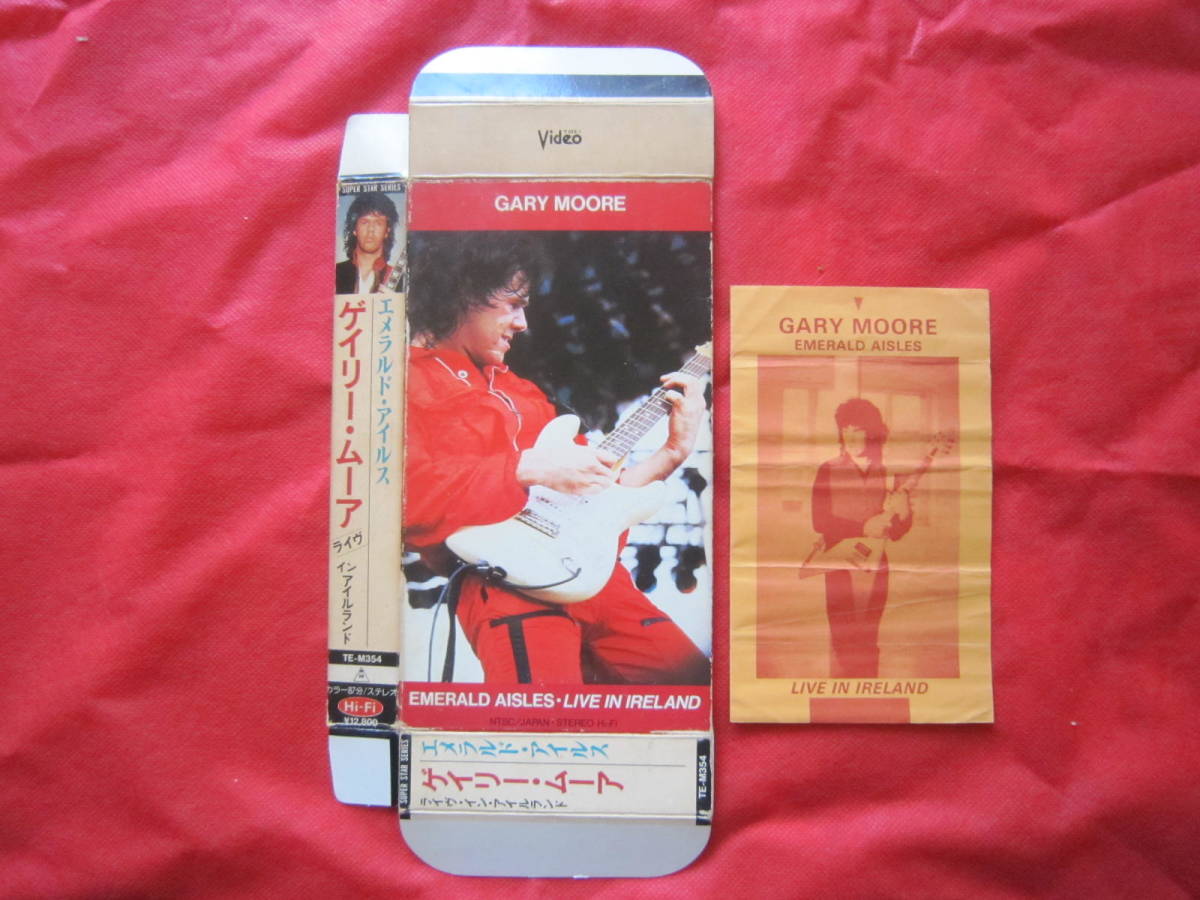 Video
GARY MOORE
EMERALD AISLES・LIVE IN IRELAND
NTSC/JAPAN・STEREO Hi-Fi
SUPER STAR SERIES
エメラルド・アイルス
ゲイリー・ムーア
ライヴ・イン・アイルランド
TE-M354
SUPER STAR SERIES
エメラルド・アイルス
ゲイリー・ムーア
ライヴ イン アイルランド
TE-M354
カラー87分/ステレオ
Hi-Fi
¥12,800
GARY MOORE
EMERALD AISLES
LIVE IN IRELAND